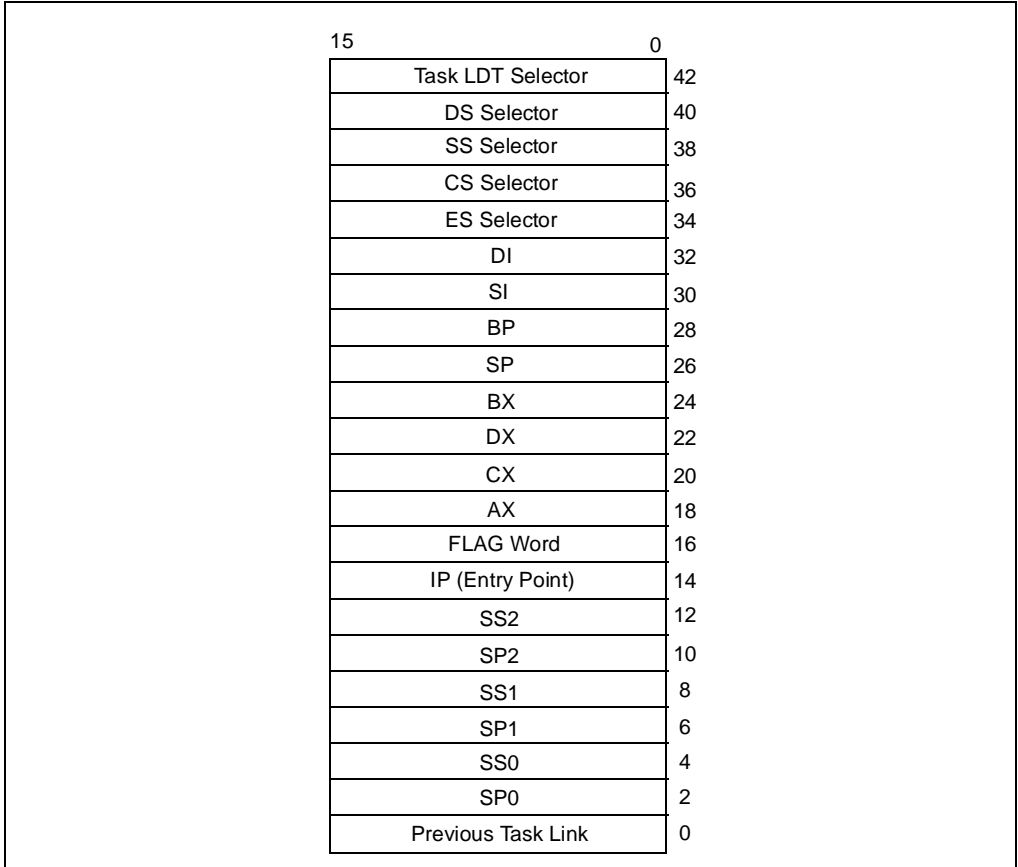 15 0
Task LDT Selector 42
DS Selector 40
SS Selector 38
CS Selector 36
ES Selector 34
DI 32
SI 30
BP 28
SP 26
BX 24
DX 22
CX 20
AX 18
FLAG Word 16
IP (Entry Point) 14
SS2 12
SP2 10
SS1 8
SP1 6
SS0 4
SP0 2
Previous Task Link 0